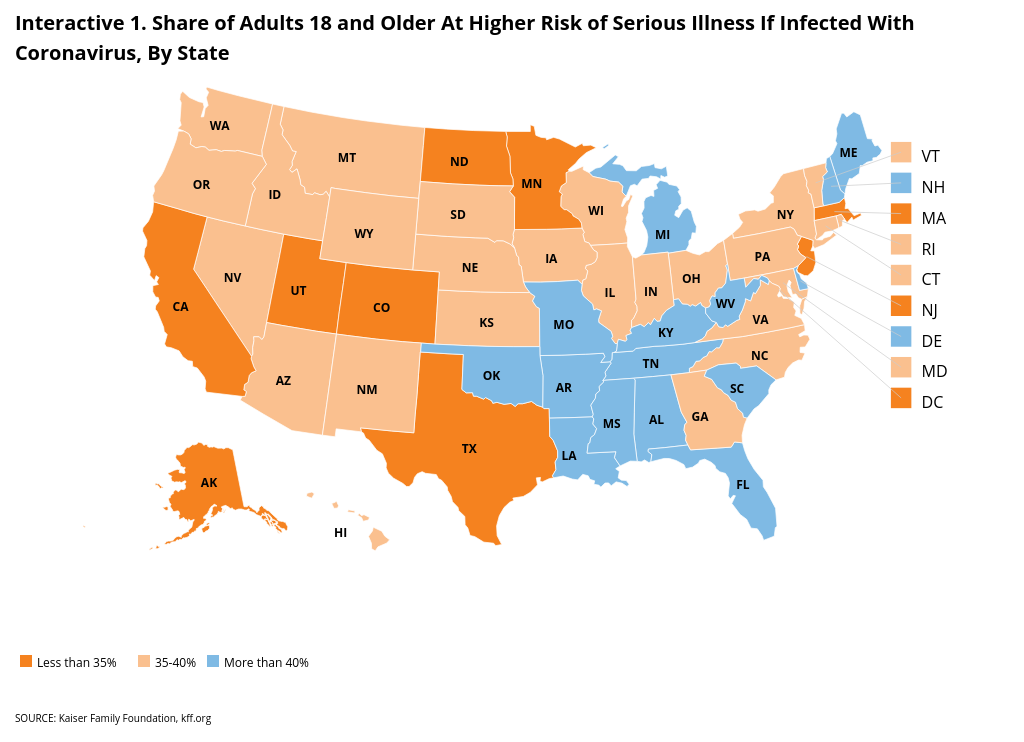 Interactive 1. Share of Adults 18 and Older At Higher Risk of Serious Illness If Infected With
Coronavirus, By State
WA
ME
VT
MT
ND
NH
OR
MN
ID
MA
SD
WI
NY
WY
MI
RI
PA
IA
NE
CT
NV
OH
UT
IL
IN
CA
CO
WV
NJ
KS
MO
VA
KY
DE
NC
TN
OK
MD
AZ
NM
AR
SC
DC
GA
MS
AL
TX
LA
AK
FL
HI
Less than 35%
35-40%
More than 40%
SOURCE: Kaiser Family Foundation, kff.org